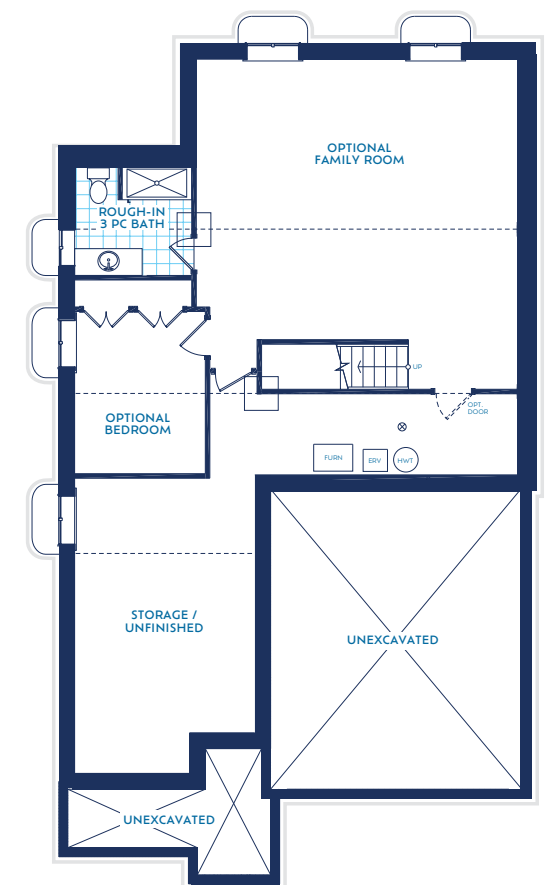 OPTIONAL
FAMILY ROOM
ROUGH-IN
3 PC BATH
UP
OPT.
DOOR
OPTIONAL
BEDROOM
FURN
ERV
HWT
STORAGE /
UNFINISHED
UNEXCAVATED
UNEXCAVATED